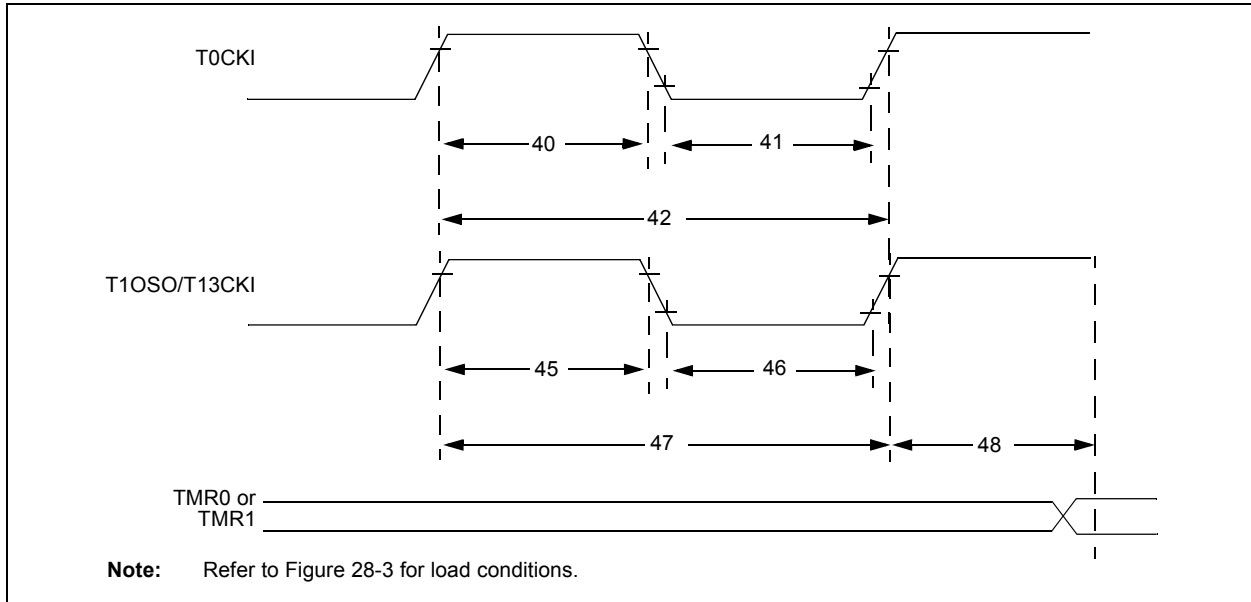 T0CKI
40
41
42
T1OSO/T13CKI
45
46
47
48
TMR0 or
TMR1
Note: Refer to Figure 28-3 for load conditions.